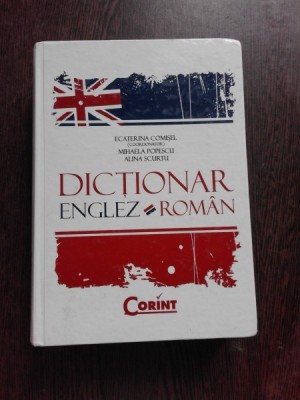 ECATERINA COMIȘEL
(COORDONATOR)
MIHAELA POPESCU
ALINA SCURTU
DICȚIONAR
ENGLEZ ROMÂN
CORINT